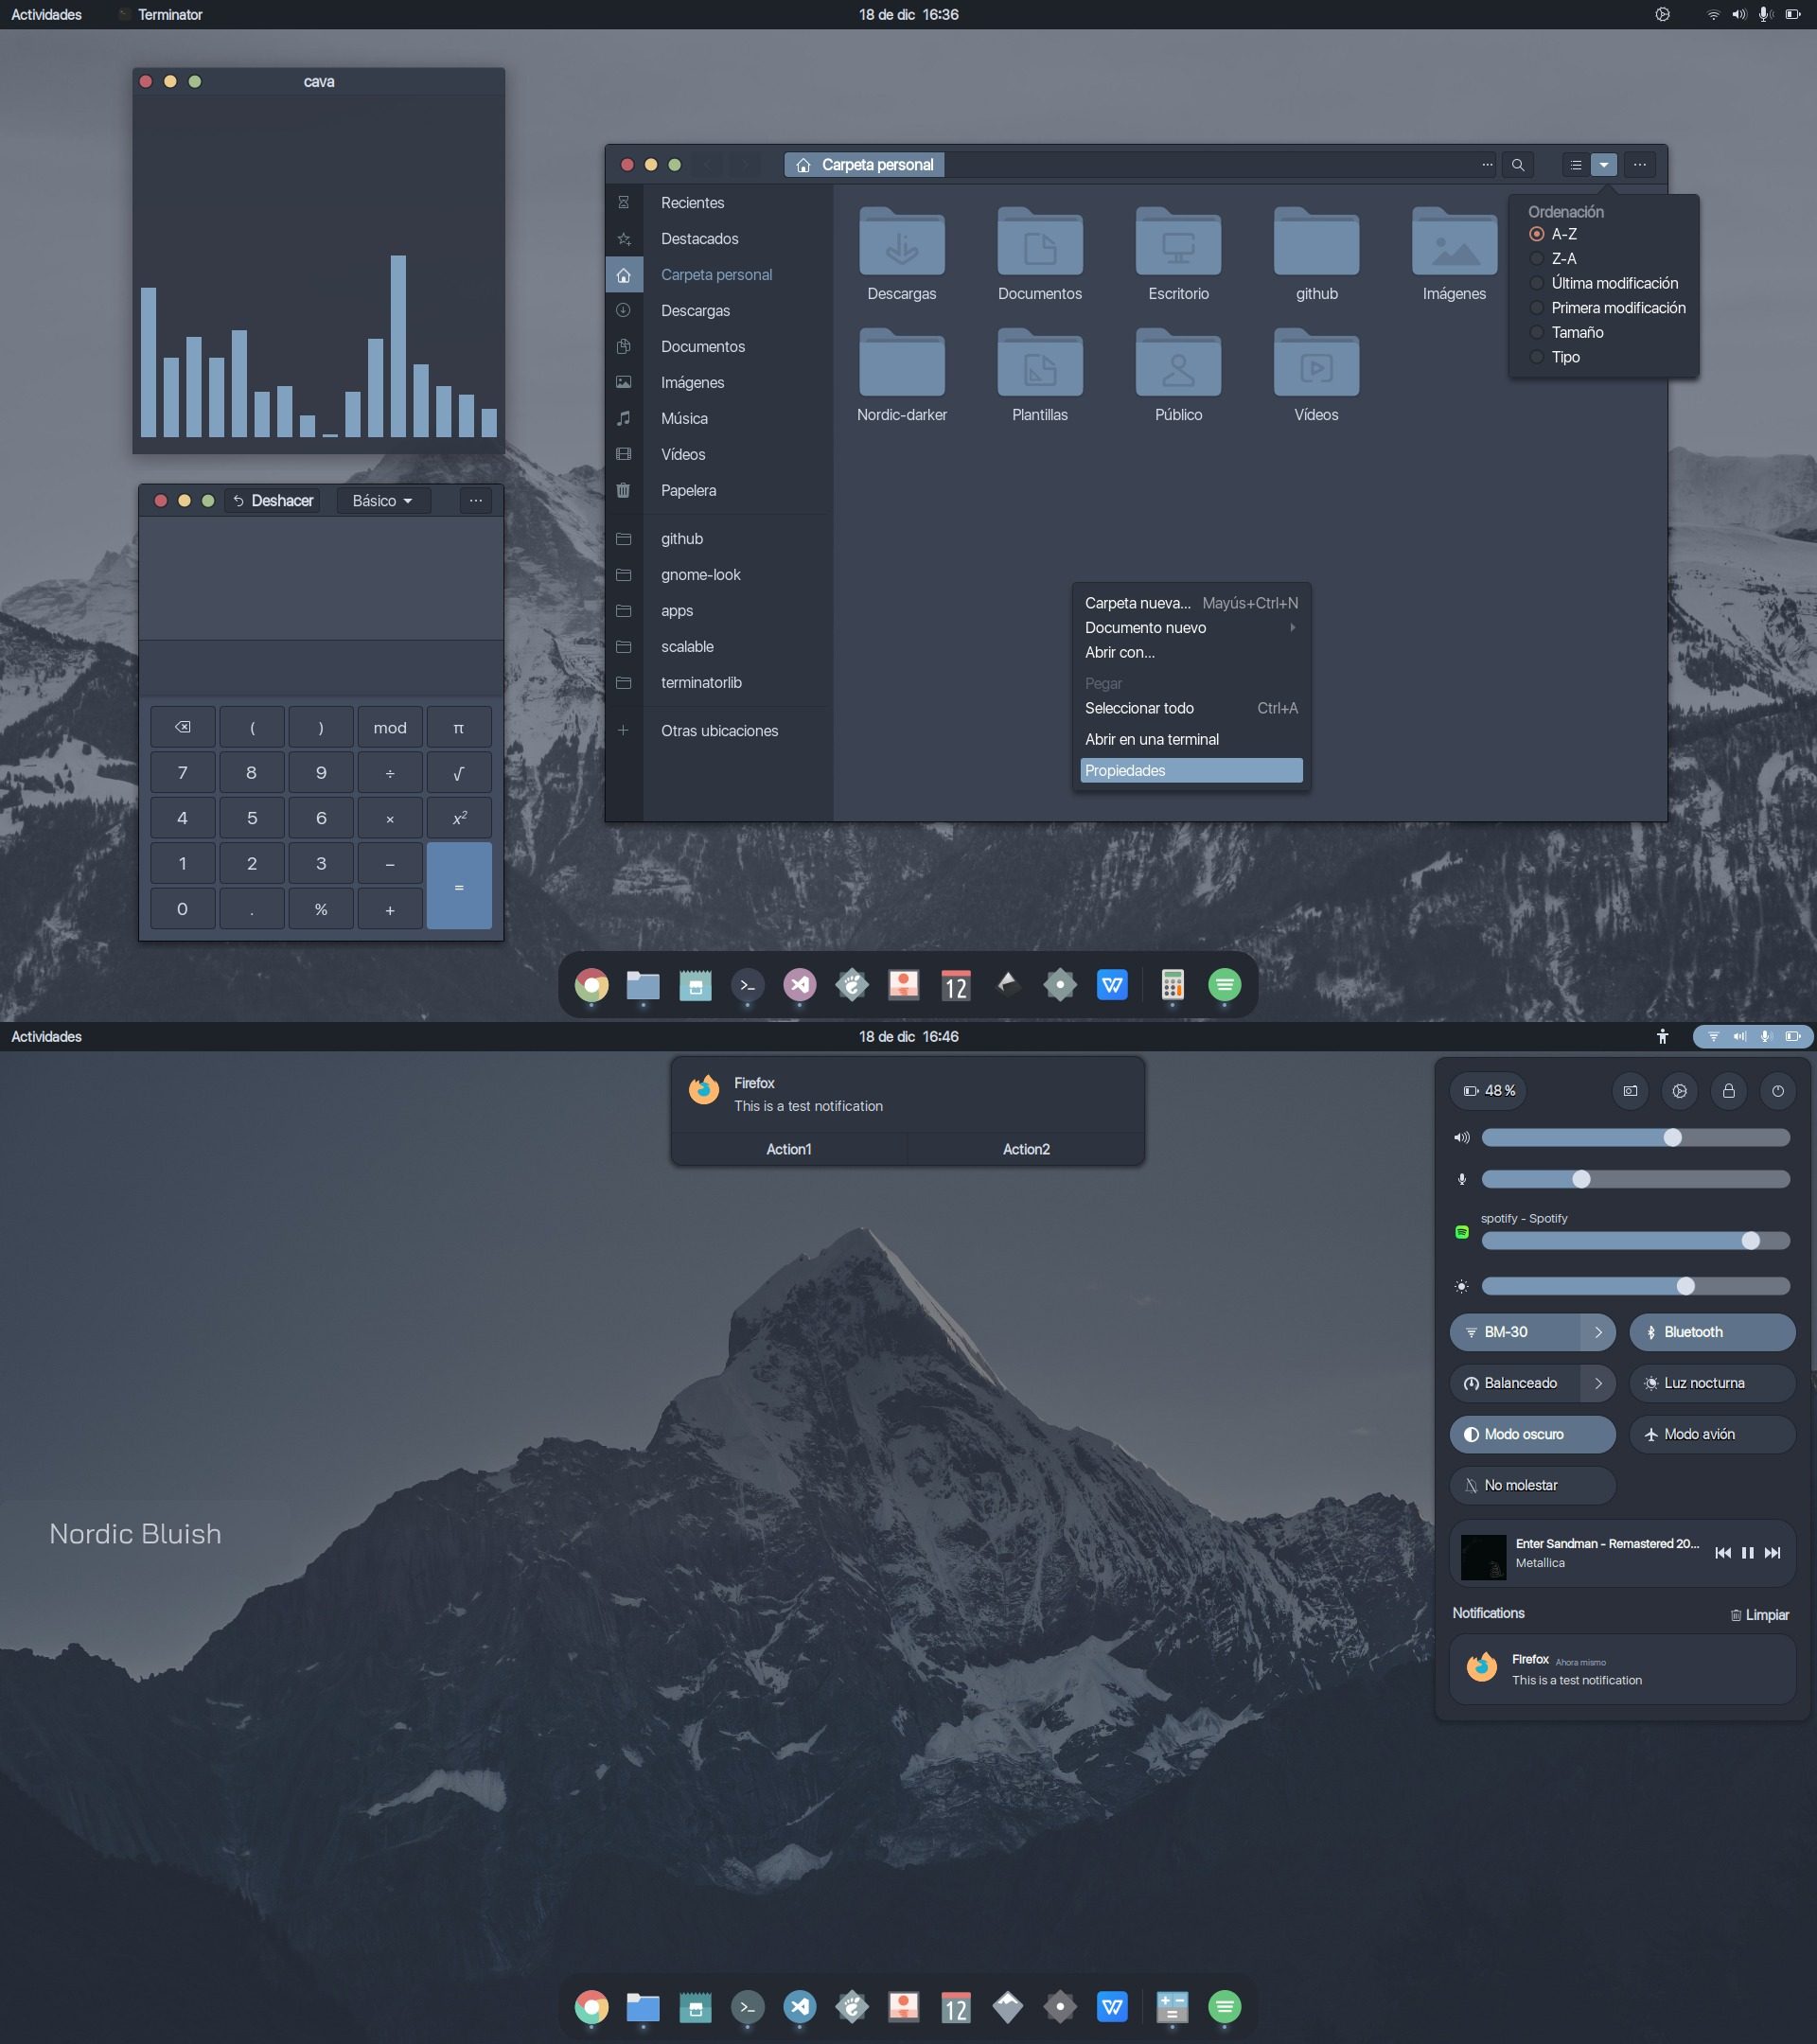 Actividades Terminator 18 de dic 16:36
cava
Deshacer Básico
( ) mod π
7 8 9 ÷ √
4 5 6 × x²
1 2 3 −
=
0 . % +
Carpeta personal
Recientes
Destacados
Carpeta personal
Descargas
Documentos
Imágenes
Música
Vídeos
Papelera
github
gnome-look
apps
scalable
terminatorlib
Otras ubicaciones
Descargas Documentos Escritorio github Imágenes
Nordic-darker Plantillas Público Vídeos
Ordenación
A-Z
Z-A
Última modificación
Primera modificación
Tamaño
Tipo
Carpeta nueva... Mayús+Ctrl+N
Documento nuevo
Abrir con...
Pegar
Seleccionar todo Ctrl+A
Abrir en una terminal
Propiedades
12
Actividades 18 de dic 16:46
Firefox
This is a test notification
Action1 Action2
48 %
spotify - Spotify
BM-30 Bluetooth
Balanceado Luz nocturna
Modo oscuro Modo avión
No molestar
Enter Sandman - Remastered 20...
Metallica
Notifications Limpiar
Firefox Ahora mismo
This is a test notification
Nordic Bluish
12